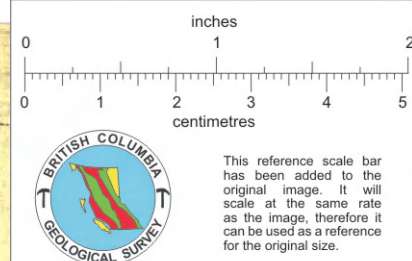 inches
0 1 2
0 1 2 3 4 5
centimetres
BRITISH COLUMBIA
GEOLOGICAL SURVEY
This reference scale bar
has been added to the
original image. It will
scale at the same rate
as the image, therefore it
can be used as a reference
for the original size.